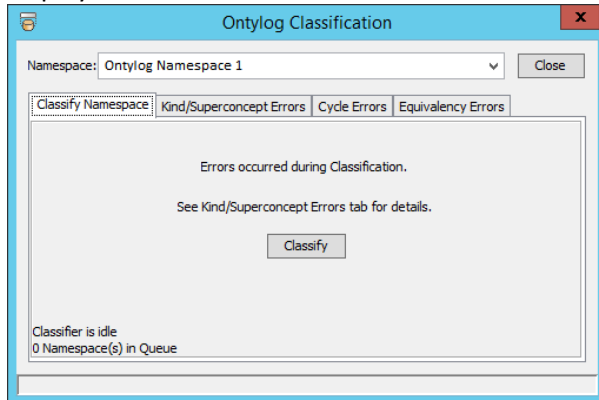 Ontylog Classification
x
Namespace: Ontylog Namespace 1 Close
Classify Namespace Kind/Superconcept Errors Cycle Errors Equivalency Errors
Errors occurred during Classification.
See Kind/Superconcept Errors tab for details.
Classify
Classifier is idle
0 Namespace(s) in Queue